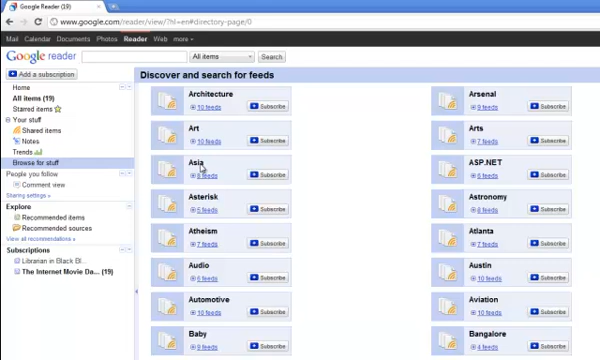 Google Reader (19)
www.google.com/reader/view/?hl=en#directory-page/0
Mail Calendar Documents Photos Reader Web more
Google reader All items Search
Add a subscription
Discover and search for feeds
Home
All items (19)
Starred items
Your stuff
Shared items
Notes
Trends
Browse for stuff
People you follow
Comment view
Sharing settings »
Explore
Recommended items
Recommended sources
View all recommendations »
Subscriptions
Librarian in Black Bl...
The Internet Movie Da... (19)
Architecture
10 feeds Subscribe
Arsenal
9 feeds Subscribe
Art
10 feeds Subscribe
Arts
7 feeds Subscribe
Asia
8 feeds Subscribe
ASP.NET
6 feeds Subscribe
Asterisk
5 feeds Subscribe
Astronomy
8 feeds Subscribe
Atheism
7 feeds Subscribe
Atlanta
7 feeds Subscribe
Audio
6 feeds Subscribe
Austin
10 feeds Subscribe
Automotive
10 feeds Subscribe
Aviation
10 feeds Subscribe
Baby
9 feeds Subscribe
Bangalore
4 feeds Subscribe